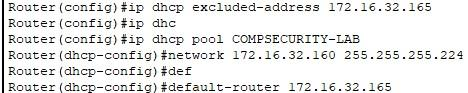 Router(config)#ip dhcp excluded-address 172.16.32.165
Router(config)#ip dhc
Router(config)#ip dhcp pool COMPSECURITY-LAB
Router(dhcp-config)#network 172.16.32.160 255.255.255.224
Router(dhcp-config)#def
Router(dhcp-config)#default-router 172.16.32.165